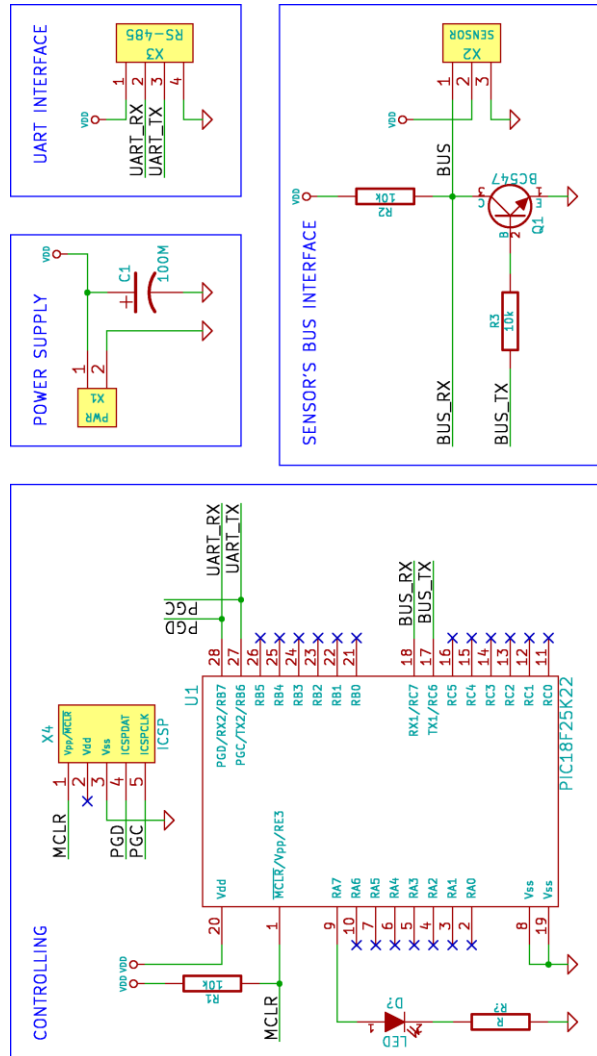 UART INTERFACE
VDD
1
2
3
4
UART_RX
UART_TX
X3
RS-485
POWER SUPPLY
PWR
X1
1
2
VDD
C1
100M
+
SENSOR'S BUS INTERFACE
BUS_RX
BUS_TX
R3
10k
VDD
R2
10k
BUS
B
2
C
3
E
1
Q1
BC547
VDD
1
2
3
X2
SENSOR
CONTROLLING
VDD
VDD
R1
10k
MCLR
X4
MCLR
1
Vpp/MCLR
2
Vdd
3
Vss
PGD
4
ICSPDAT
PGC
5
ICSPCLK
ICSP
U1
20
Vdd
1
MCLR/Vpp/RE3
9
RA7
10
RA6
7
RA5
6
RA4
5
RA3
4
RA2
3
RA1
2
RA0
8
Vss
19
Vss
PGD/RX2/RB7
28
UART_RX
PGC/TX2/RB6
27
UART_TX
PGD
PGC
RB5
26
RB4
25
RB3
24
RB2
23
RB1
22
RB0
21
RX1/RC7
18
BUS_RX
TX1/RC6
17
BUS_TX
RC5
16
RC4
15
RC3
14
RC2
13
RC1
12
RC0
11
PIC18F25K22
D?
1
2
LED
R?
R